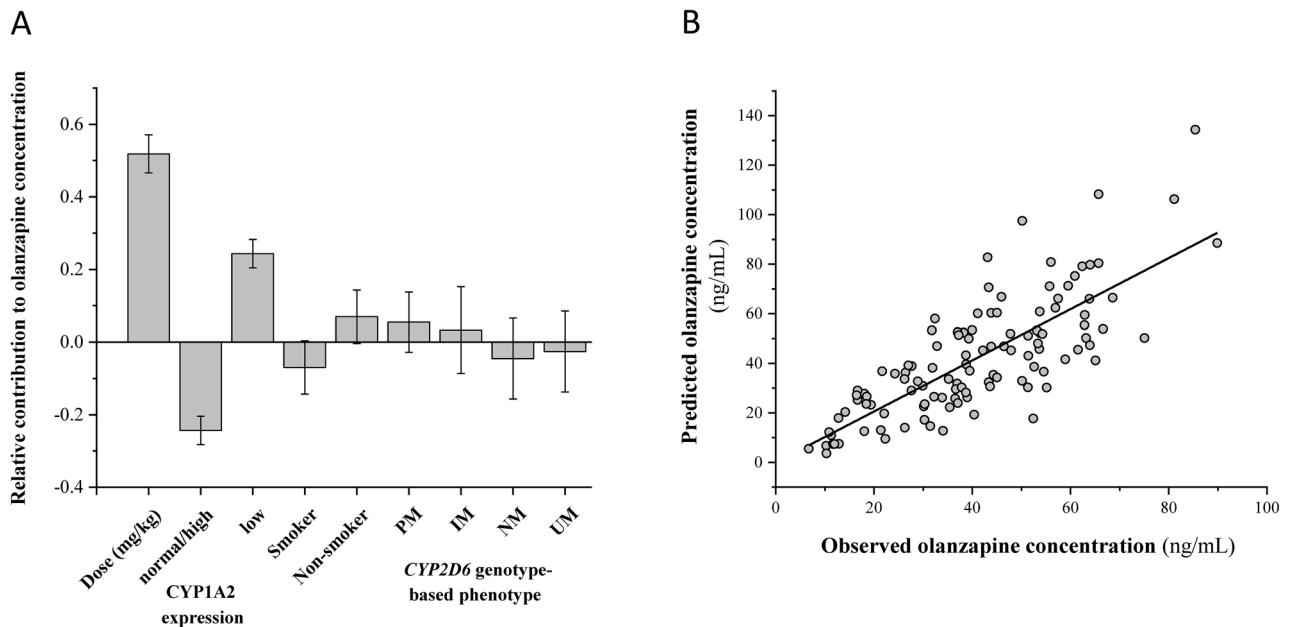 A
Relative contribution to olanzapine concentration
0.6
0.4
0.2
0.0
-0.2
-0.4
Dose (mg/kg)
normal/high
low
Smoker
Non-smoker
PM
IM
NM
UM
CYP1A2
expression
CYP2D6 genotype-
based phenotype
B
Predicted olanzapine concentration
(ng/mL)
140
120
100
80
60
40
20
0
0
20
40
60
80
100
Observed olanzapine concentration (ng/mL)